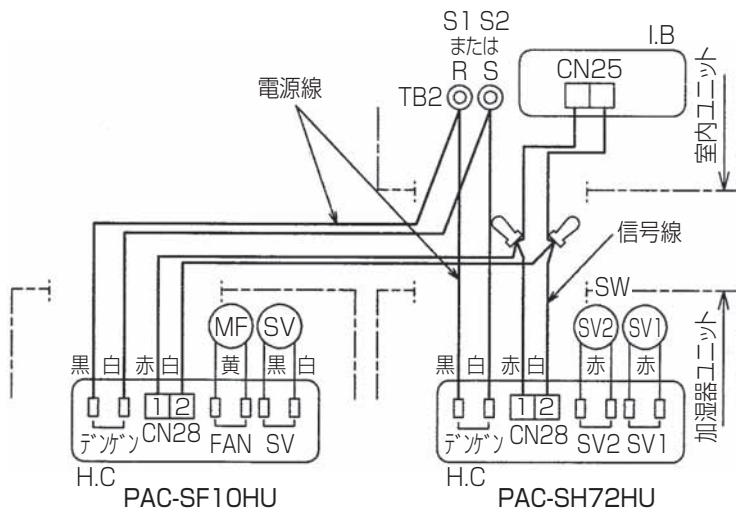 S1 S2
または
R S
TB2
電源線
I.B
CN25
室内ユニット
信号線
SW
加湿器ユニット
MF SV
黒 白 赤 白 黄 黒 白
1 2
デンゲン CN28 FAN SV
H.C
PAC-SF10HU
SV2 SV1
黒 白 赤 白 赤 赤
1 2
デンゲン CN28 SV2 SV1
H.C
PAC-SH72HU